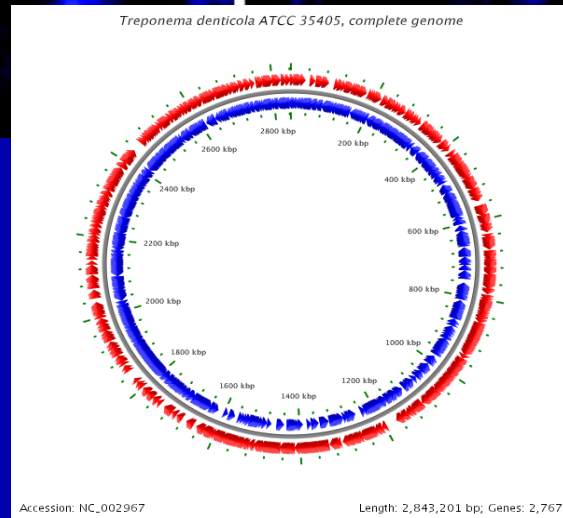 Treponema denticola ATCC 35405, complete genome
2800 kbp
200 kbp
2600 kbp
400 kbp
2400 kbp
600 kbp
2200 kbp
800 kbp
2000 kbp
1000 kbp
1800 kbp
1200 kbp
1600 kbp
1400 kbp
Accession: NC_002967 Length: 2,843,201 bp; Genes: 2,767